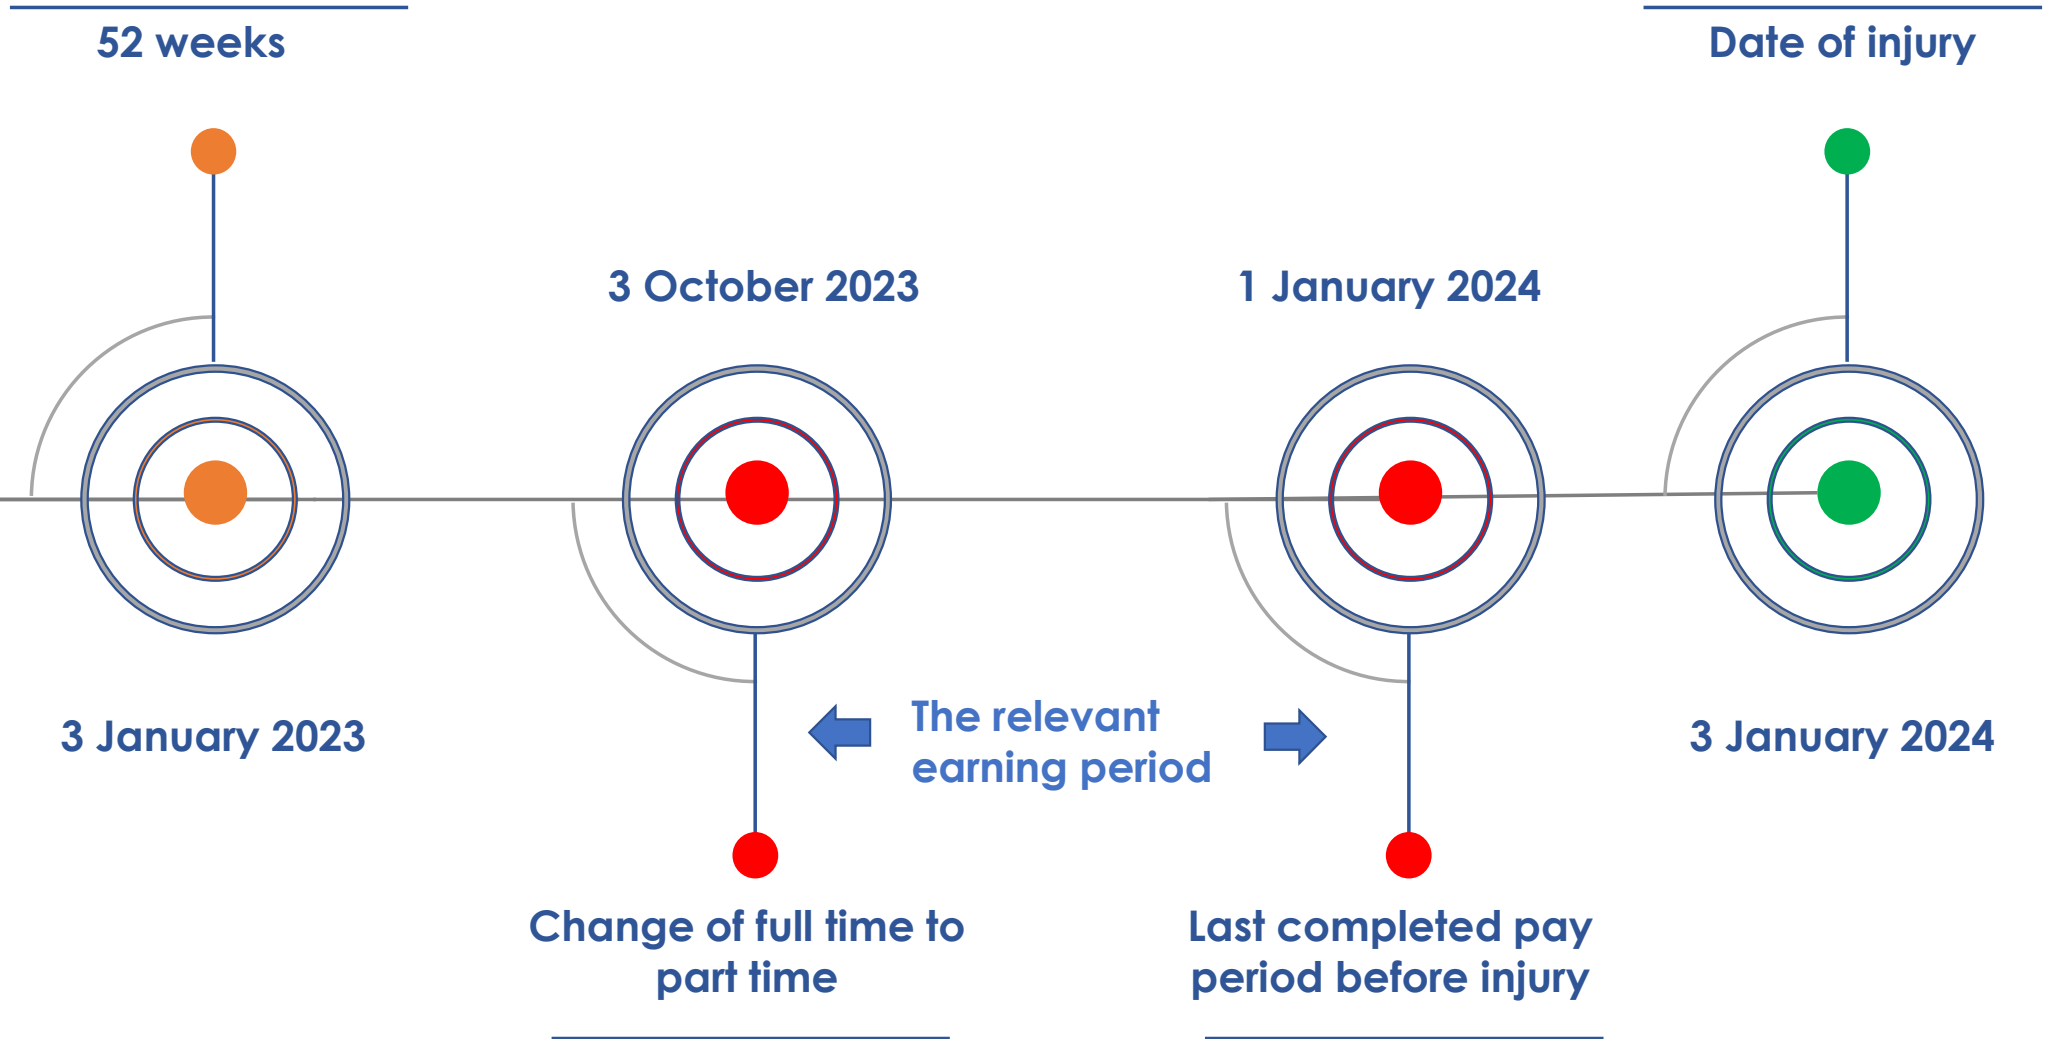 52 weeks
Date of injury
3 October 2023
1 January 2024
3 January 2023
The relevant
earning period
3 January 2024
Change of full time to
part time
Last completed pay
period before injury